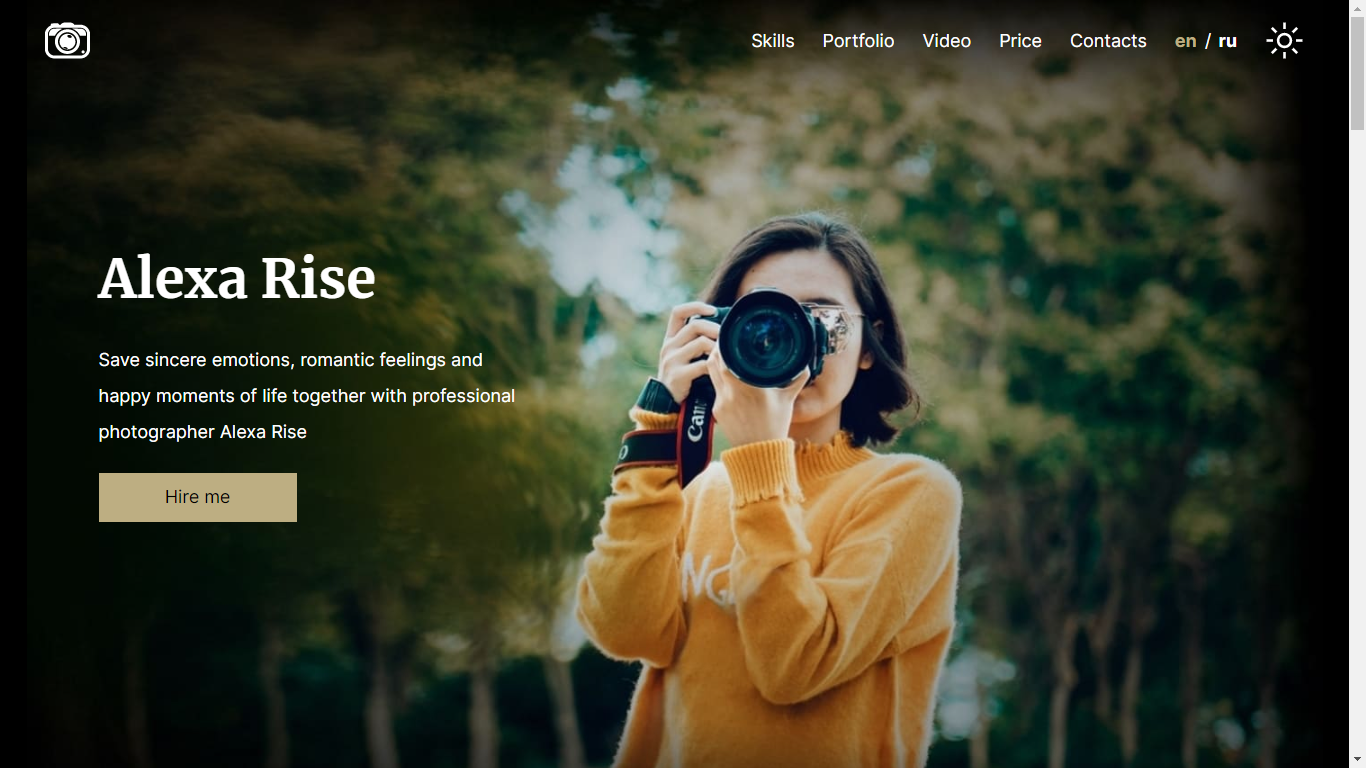 Skills Portfolio Video Price Contacts en / ru
Alexa Rise
Save sincere emotions, romantic feelings and
happy moments of life together with professional
photographer Alexa Rise
Hire me